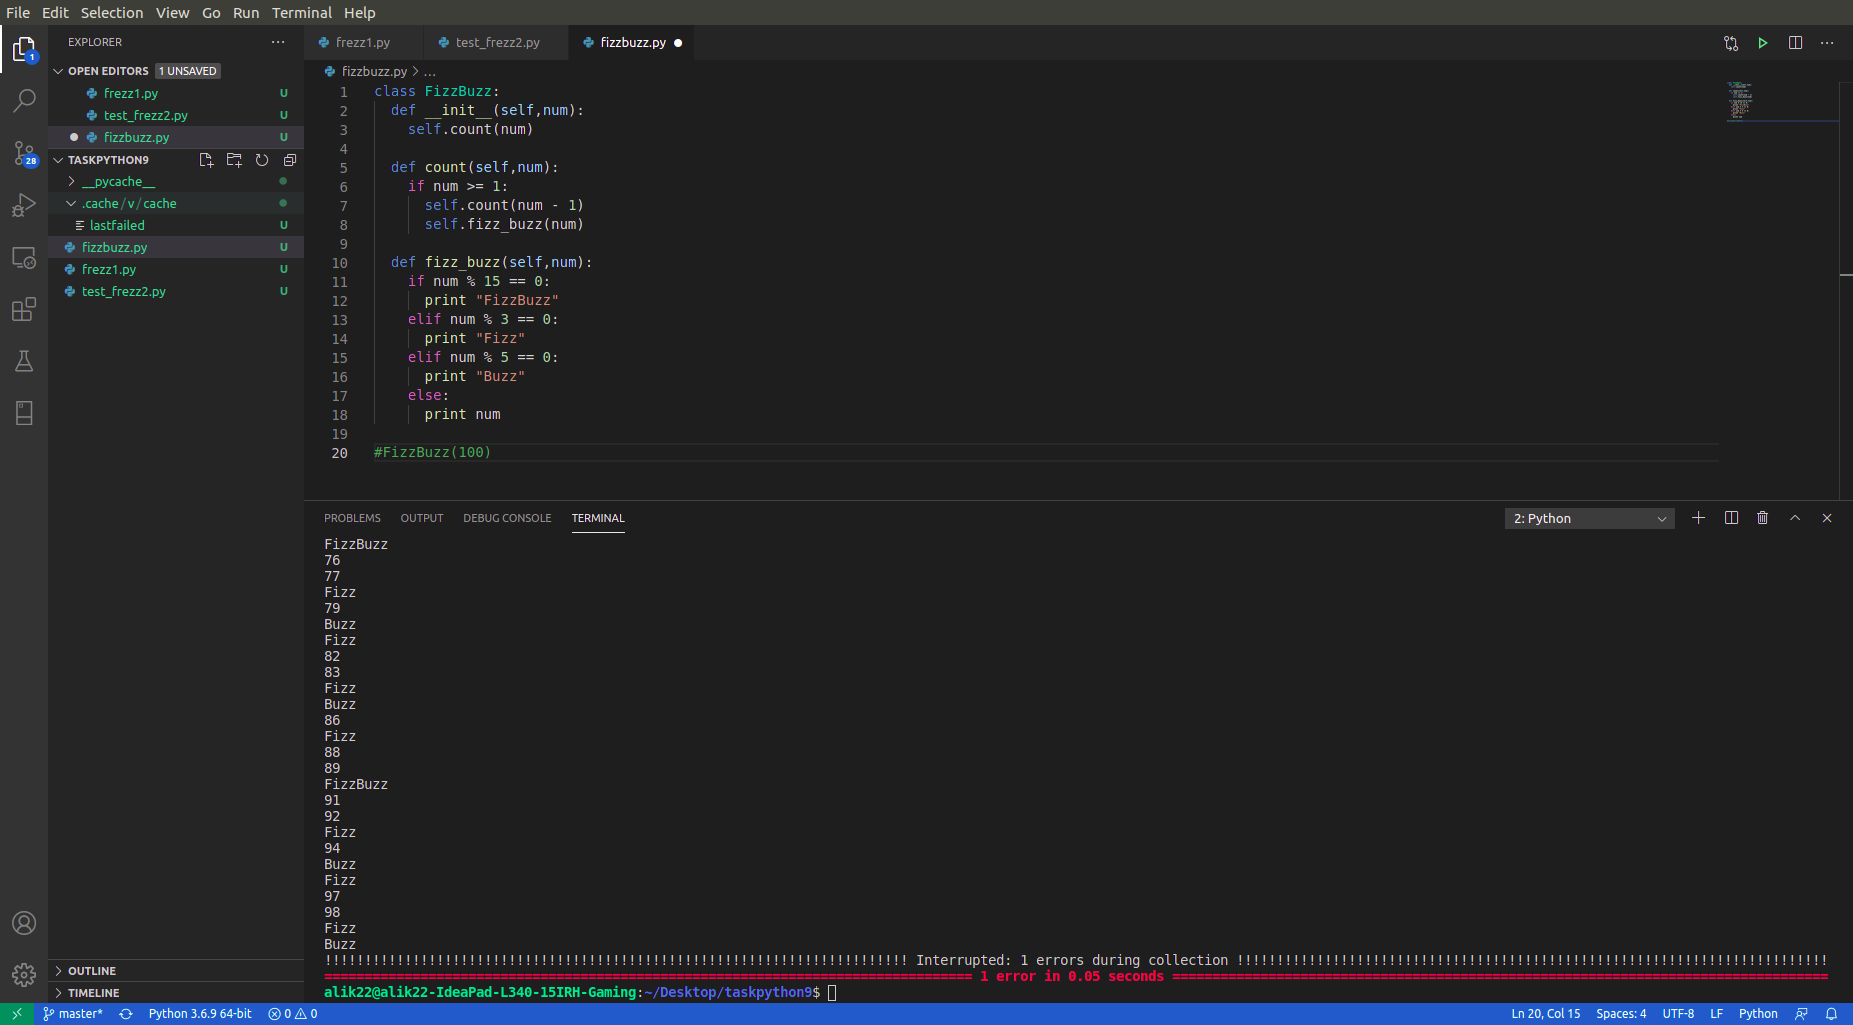 File Edit Selection View Go Run Terminal Help
EXPLORER
OPEN EDITORS 1 UNSAVED
frezz1.py U
test_frezz2.py U
fizzbuzz.py U
TASKPYTHON9
__pycache__
.cache / v / cache
lastfailed U
fizzbuzz.py U
frezz1.py U
test_frezz2.py U
OUTLINE
TIMELINE
1
28
frezz1.py test_frezz2.py fizzbuzz.py
fizzbuzz.py > ...
1 class FizzBuzz:
2 def __init__(self,num):
3 self.count(num)
4
5 def count(self,num):
6 if num >= 1:
7 self.count(num - 1)
8 self.fizz_buzz(num)
9
10 def fizz_buzz(self,num):
11 if num % 15 == 0:
12 print "FizzBuzz"
13 elif num % 3 == 0:
14 print "Fizz"
15 elif num % 5 == 0:
16 print "Buzz"
17 else:
18 print num
19
20 #FizzBuzz(100)
PROBLEMS OUTPUT DEBUG CONSOLE TERMINAL
2: Python
FizzBuzz
76
77
Fizz
79
Buzz
Fizz
82
83
Fizz
Buzz
86
Fizz
88
89
FizzBuzz
91
92
Fizz
94
Buzz
Fizz
97
98
Fizz
Buzz
!!!!!!!!!!!!!!!!!!!!!!!!!!!!!!!!!!!!!!!!!!!!!!!!!!!!!!!!!!!!!!!!!!!!!!!!! Interrupted: 1 errors during collection !!!!!!!!!!!!!!!!!!!!!!!!!!!!!!!!!!!!!!!!!!!!!!!!!!!!!!!!!!!!!!!!!!!!!!!!!!
================================================================================= 1 error in 0.05 seconds ==================================================================================
alik22@alik22-IdeaPad-L340-15IRH-Gaming:~/Desktop/taskpython9$
master* Python 3.6.9 64-bit 0 0 Ln 20, Col 15 Spaces: 4 UTF-8 LF Python